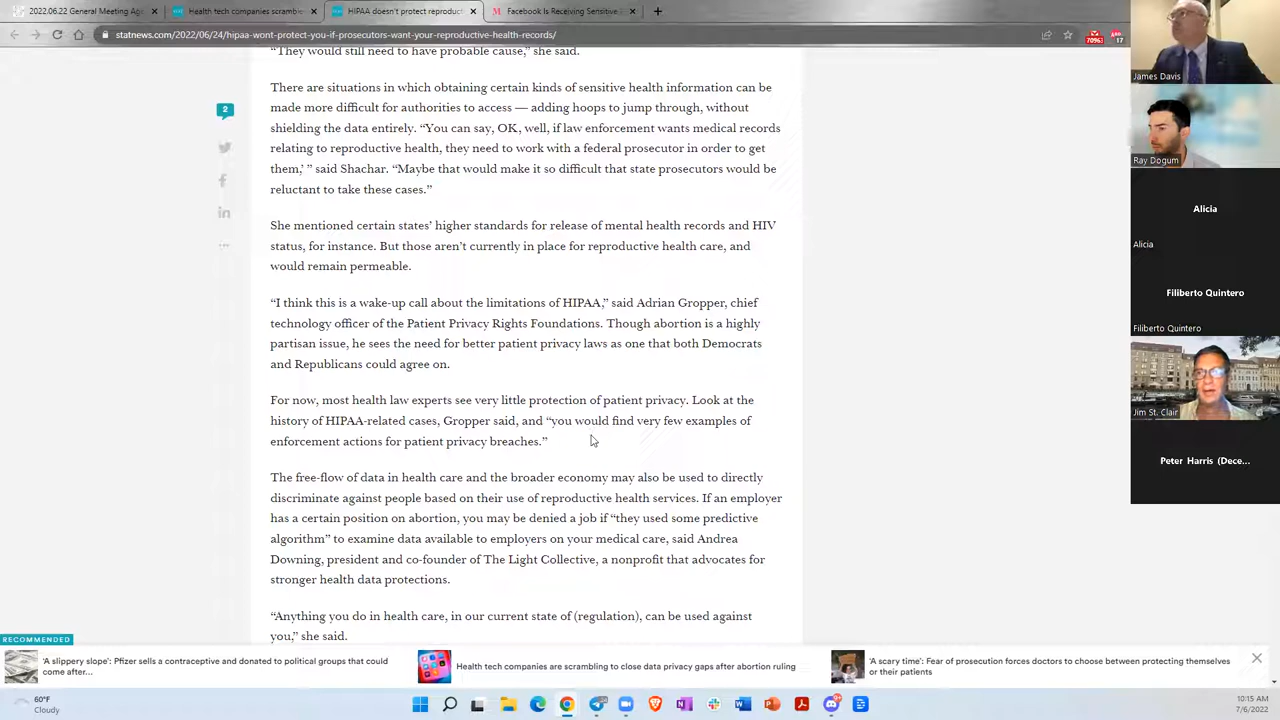 2022.06.22 General Meeting Ag
Health tech companies scramble
HIPAA doesn't protect reproduct
Facebook Is Receiving Sensitive
statnews.com/2022/06/24/hipaa-wont-protect-you-if-prosecutors-want-your-reproductive-health-records/
“They would still need to have probable cause,” she said.
There are situations in which obtaining certain kinds of sensitive health information can be
made more difficult for authorities to access — adding hoops to jump through, without
shielding the data entirely. “You can say, OK, well, if law enforcement wants medical records
relating to reproductive health, they need to work with a federal prosecutor in order to get
them,’ ” said Shachar. “Maybe that would make it so difficult that state prosecutors would be
reluctant to take these cases.”
She mentioned certain states’ higher standards for release of mental health records and HIV
status, for instance. But those aren’t currently in place for reproductive health care, and
would remain permeable.
“I think this is a wake-up call about the limitations of HIPAA,” said Adrian Gropper, chief
technology officer of the Patient Privacy Rights Foundations. Though abortion is a highly
partisan issue, he sees the need for better patient privacy laws as one that both Democrats
and Republicans could agree on.
For now, most health law experts see very little protection of patient privacy. Look at the
history of HIPAA-related cases, Gropper said, and “you would find very few examples of
enforcement actions for patient privacy breaches.”
The free-flow of data in health care and the broader economy may also be used to directly
discriminate against people based on their use of reproductive health services. If an employer
has a certain position on abortion, you may be denied a job if “they used some predictive
algorithm” to examine data available to employers on your medical care, said Andrea
Downing, president and co-founder of The Light Collective, a nonprofit that advocates for
stronger health data protections.
“Anything you do in health care, in our current state of (regulation), can be used against
you,” she said.
2
RECOMMENDED
‘A slippery slope’: Pfizer sells a contraceptive and donated to political groups that could
come after...
Health tech companies are scrambling to close data privacy gaps after abortion ruling
‘A scary time’: Fear of prosecution forces doctors to choose between protecting themselves
or their patients
60°F
Cloudy
10:15 AM
7/6/2022
James Davis
Ray Dogum
Alicia
Alicia
Filiberto Quintero
Filiberto Quintero
Jim St. Clair
Peter Harris (Dece...